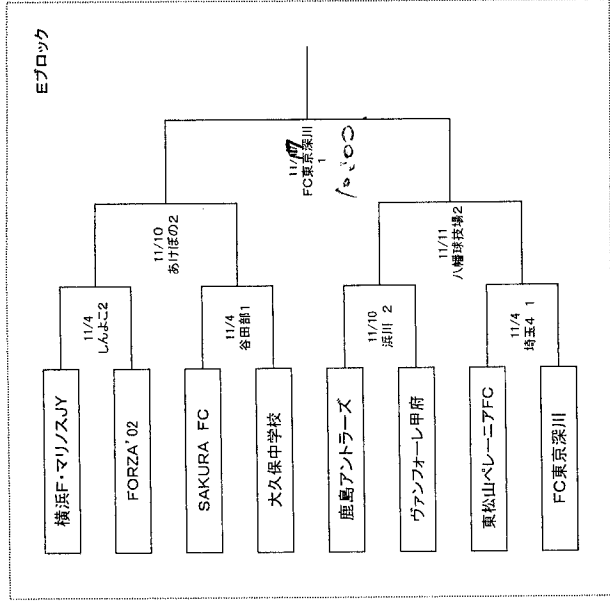 Eブロック
11/17
FC東京深川
1
10:00
11/10
あけぼの2
11/11
八幡球技場2
11/4
しんよこ2
11/4
谷田部1
11/10
浜川 2
11/4
埼玉4 1
横浜F・マリノスJY
FORZA'02
SAKURA FC
大久保中学校
鹿島アントラーズ
ヴァンフォーレ甲府
東松山ペレーニアFC
FC東京深川